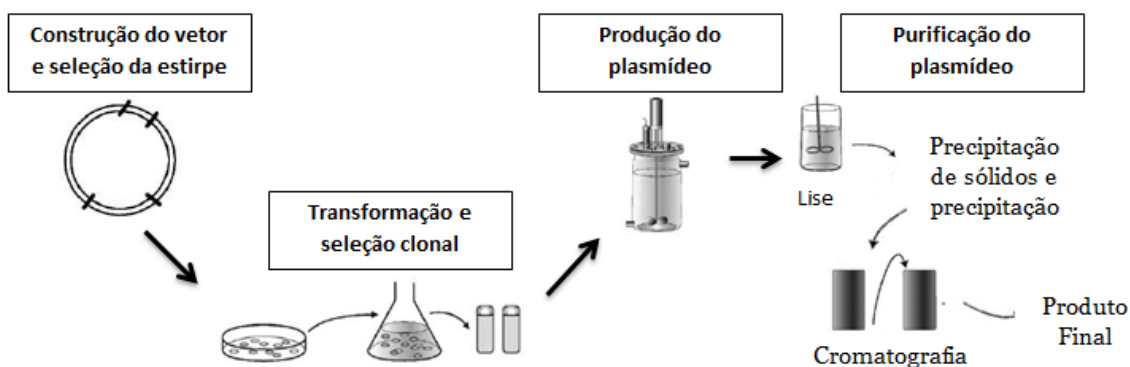 Construção do vetor
e seleção da estirpe
Transformação e
seleção clonal
Produção do
plasmídeo
Purificação do
plasmídeo
Lise
Precipitação
de sólidos e
precipitação
Cromatografia
Produto
Final